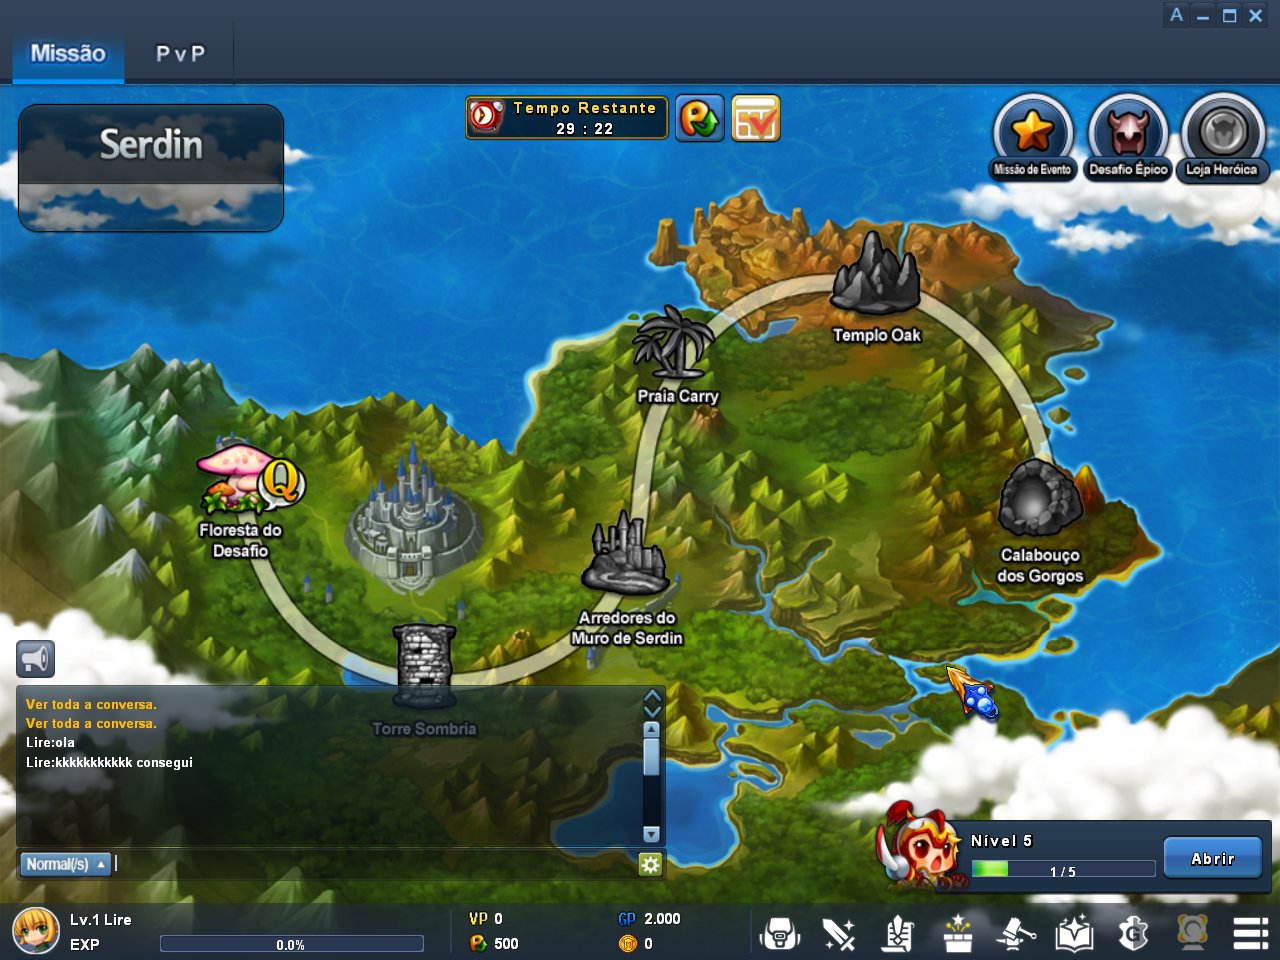 A
Missão
P v P
Serdin
Tempo Restante
29 : 22
Missão de Evento
Desafio Épico
Loja Heróica
Templo Oak
Praia Carry
Q
Floresta do
Desafio
Calabouço
dos Gorgos
Arredores do
Muro de Serdin
Torre Sombria
Ver toda a conversa.
Ver toda a conversa.
Lire:ola
Lire:kkkkkkkkkkk consegui
Normal(/s)
Nível 5
1 / 5
Abrir
Lv.1 Lire
EXP
0.0%
VP 0
500
GP 2.000
0
G